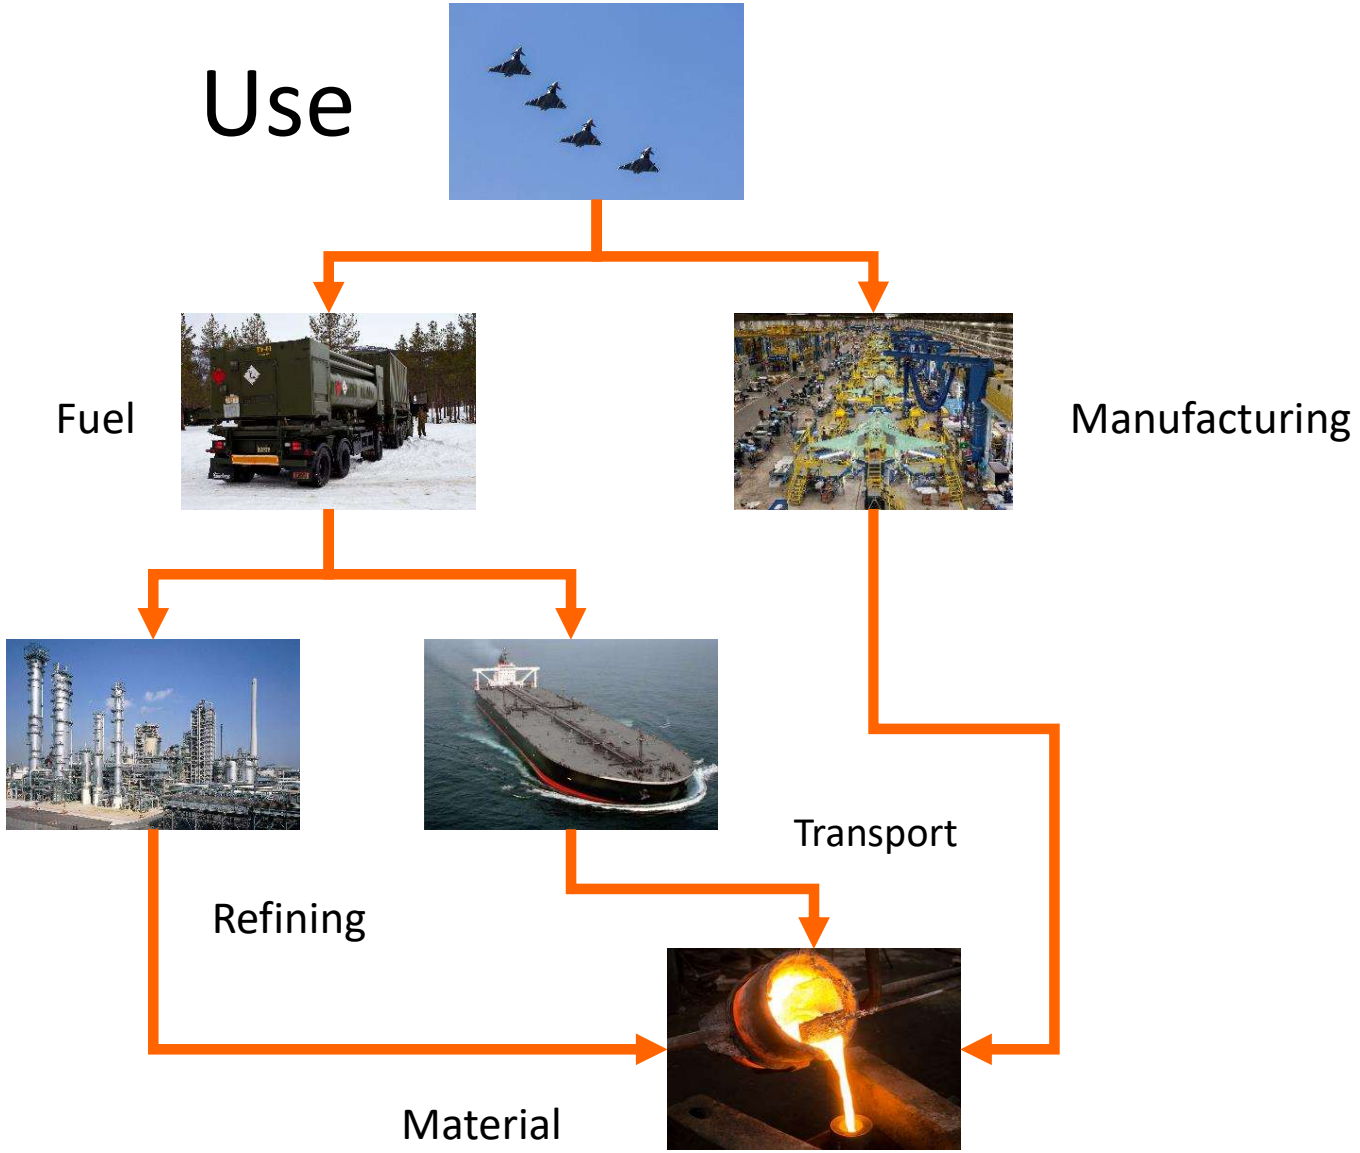 Use
Fuel
Manufacturing
Transport
Refining
Material